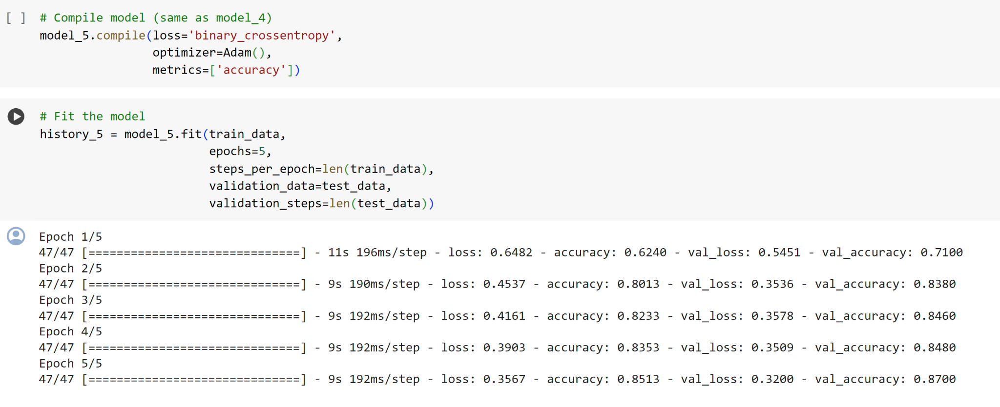 [ ] # Compile model (same as model_4)
model_5.compile(loss='binary_crossentropy',
optimizer=Adam(),
metrics=['accuracy'])
# Fit the model
history_5 = model_5.fit(train_data,
epochs=5,
steps_per_epoch=len(train_data),
validation_data=test_data,
validation_steps=len(test_data))
Epoch 1/5
47/47 [==============================] - 11s 196ms/step - loss: 0.6482 - accuracy: 0.6240 - val_loss: 0.5451 - val_accuracy: 0.7100
Epoch 2/5
47/47 [==============================] - 9s 190ms/step - loss: 0.4537 - accuracy: 0.8013 - val_loss: 0.3536 - val_accuracy: 0.8380
Epoch 3/5
47/47 [==============================] - 9s 192ms/step - loss: 0.4161 - accuracy: 0.8233 - val_loss: 0.3578 - val_accuracy: 0.8460
Epoch 4/5
47/47 [==============================] - 9s 192ms/step - loss: 0.3903 - accuracy: 0.8353 - val_loss: 0.3509 - val_accuracy: 0.8480
Epoch 5/5
47/47 [==============================] - 9s 192ms/step - loss: 0.3567 - accuracy: 0.8513 - val_loss: 0.3200 - val_accuracy: 0.8700